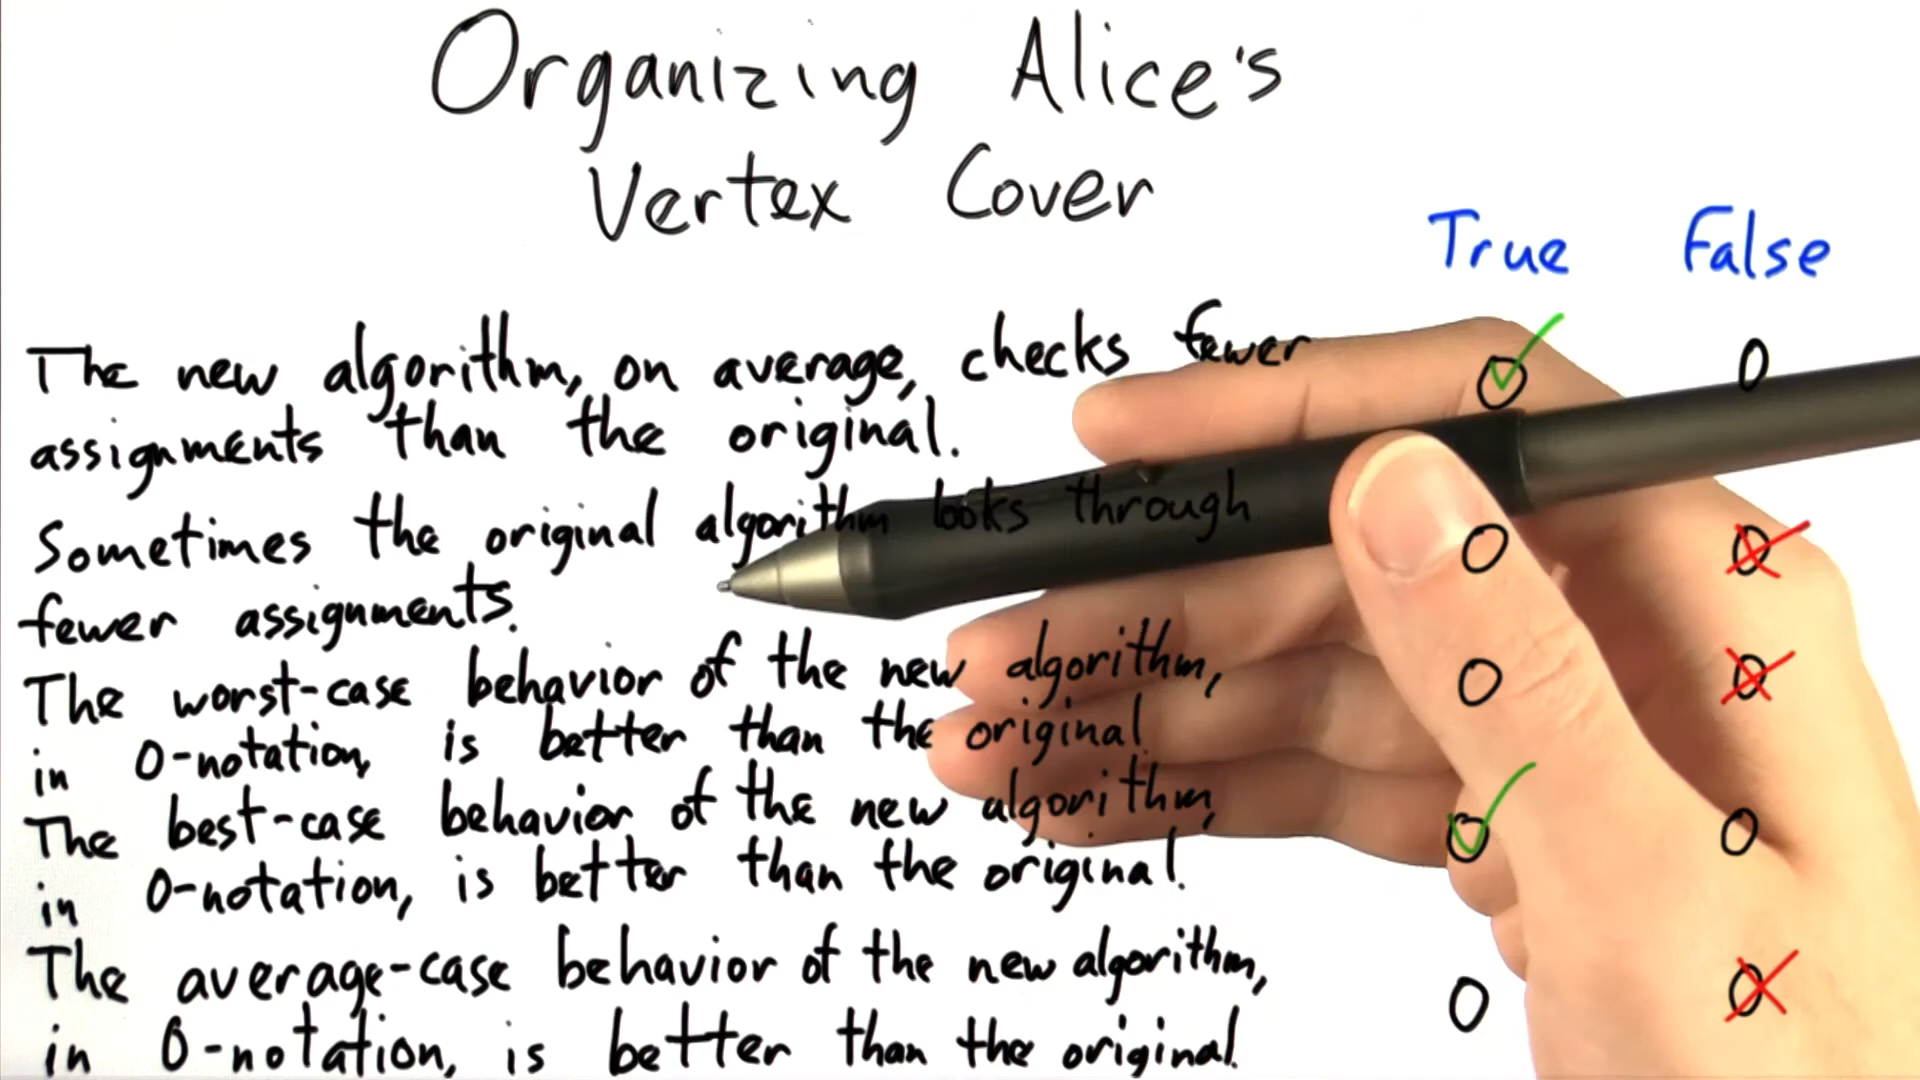 Organizing Alice's
Vertex Cover
True False
The new algorithm, on average, checks fewer
assignments than the original.
Sometimes the original algorithm looks through
fewer assignments.
The worst-case behavior of the new algorithm,
in O-notation, is better than the original
The best-case behavior of the new algorithm,
in O-notation, is better than the original.
The average-case behavior of the new algorithm,
in O-notation, is better than the original.